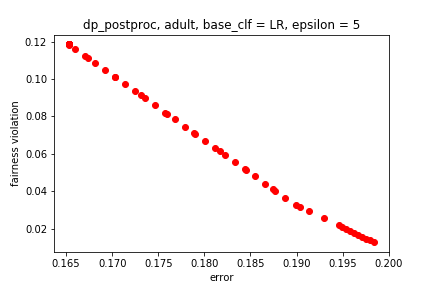 dp_postproc, adult, base_clf = LR, epsilon = 5
0.12
0.10
0.08
0.06
0.04
0.02
fairness violation
0.165 0.170 0.175 0.180 0.185 0.190 0.195 0.200
error